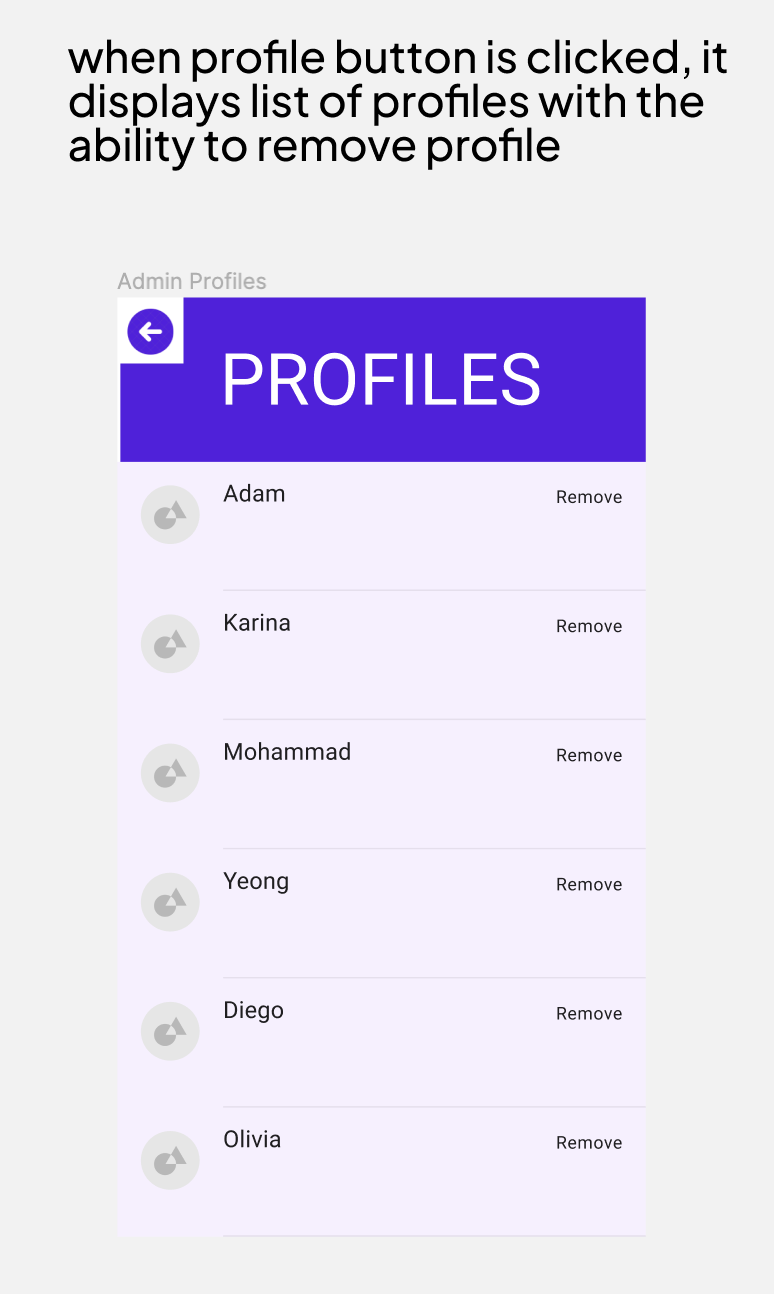 when profile button is clicked, it
displays list of profiles with the
ability to remove profile
Admin Profiles
PROFILES
Adam
Remove
Karina
Remove
Mohammad
Remove
Yeong
Remove
Diego
Remove
Olivia
Remove